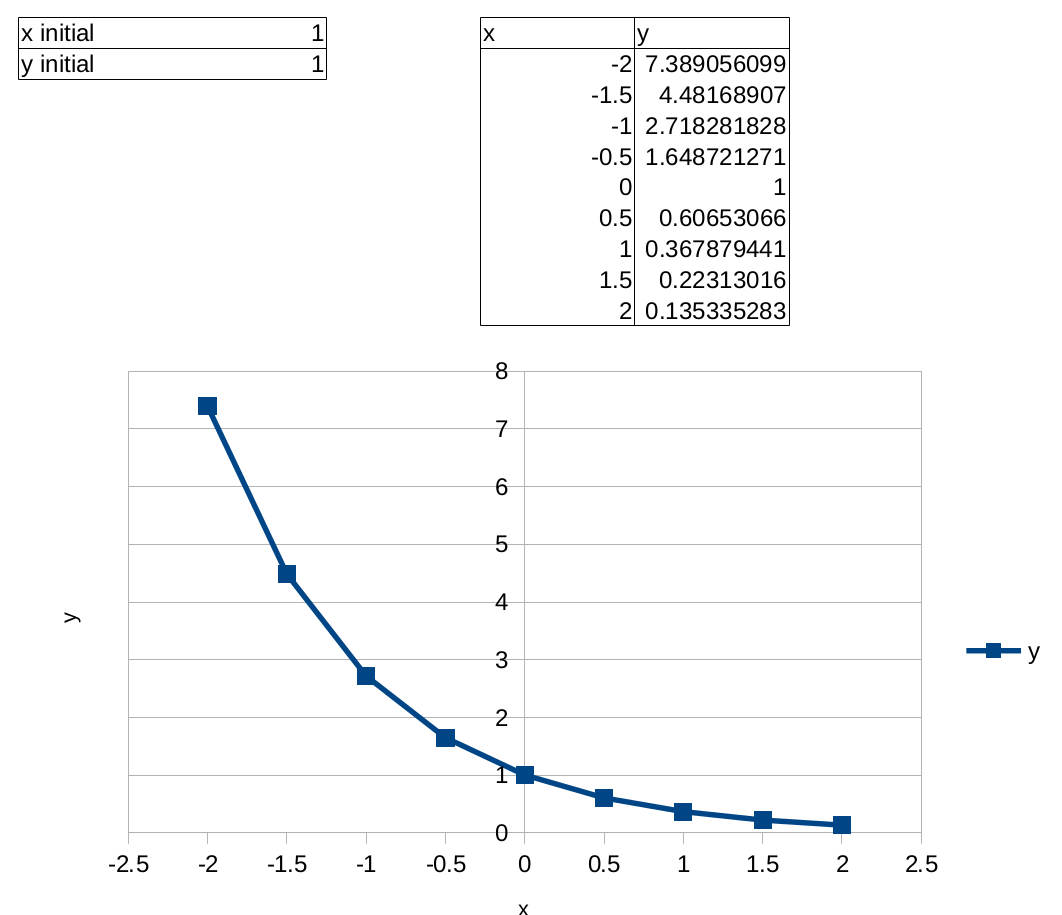 x initial 1
y initial 1
x y
-2 7.389056099
-1.5 4.48168907
-1 2.718281828
-0.5 1.648721271
0 1
0.5 0.60653066
1 0.367879441
1.5 0.22313016
2 0.135335283
8
7
6
5
4
3
2
1
0
-2.5 -2 -1.5 -1 -0.5 0 0.5 1 1.5 2 2.5
x
y
y